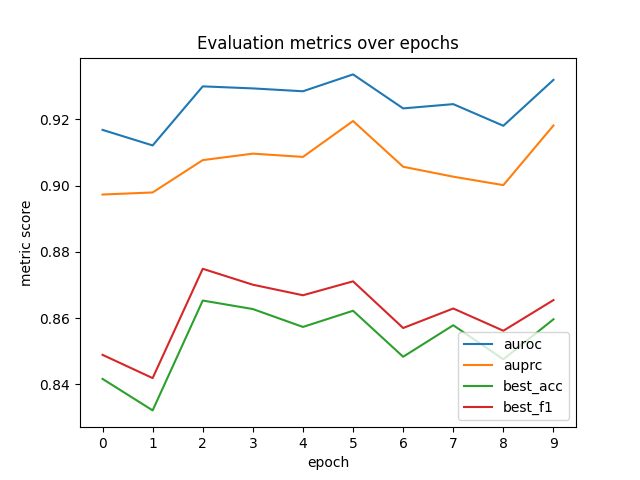 Evaluation metrics over epochs
metric score
0.92
0.90
0.88
0.86
0.84
auroc
auprc
best_acc
best_f1
0 1 2 3 4 5 6 7 8 9
epoch